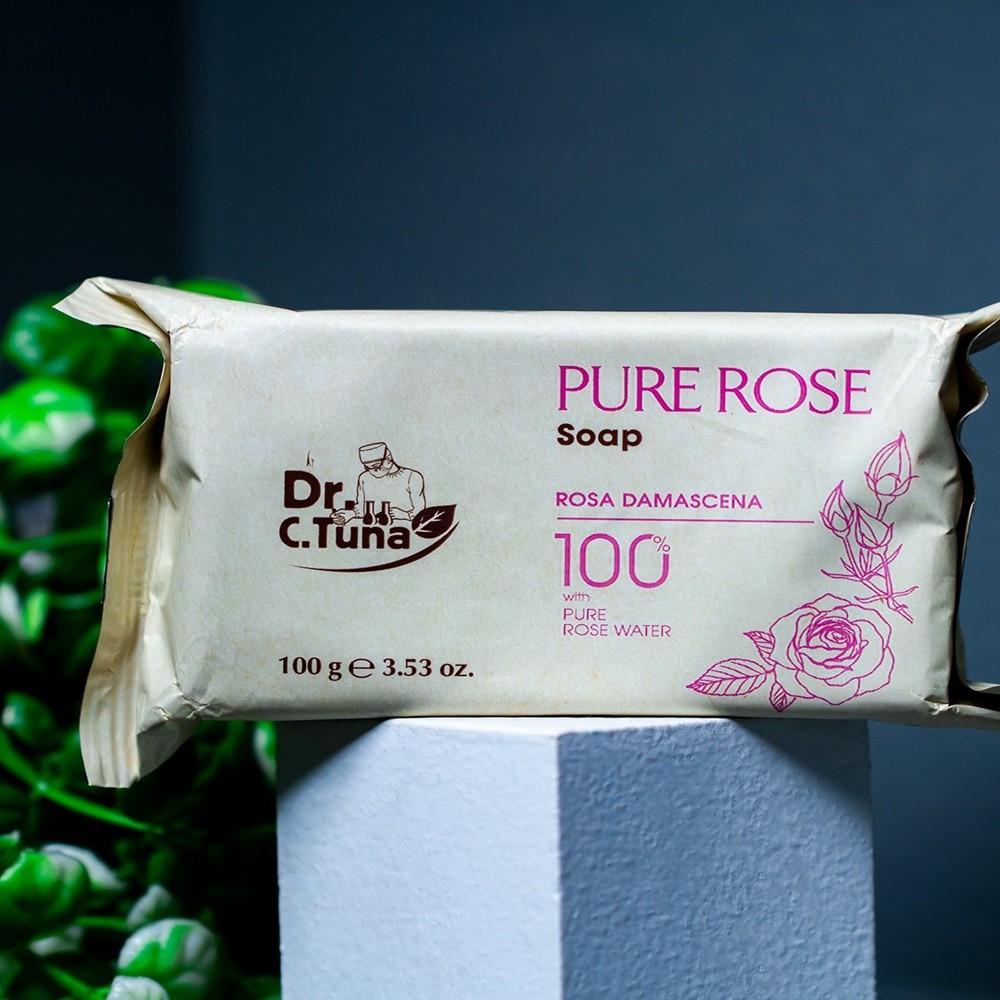 Dr.
C.Tuna
100 g ℮ 3.53 oz.
PURE ROSE
Soap
ROSA DAMASCENA
100%
with
PURE
ROSE WATER